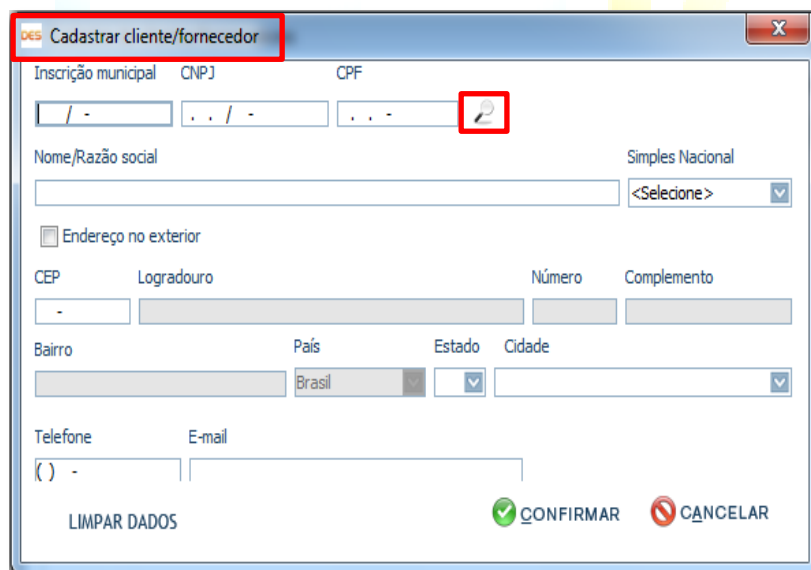 DES Cadastrar cliente/fornecedor X
Inscrição municipal CNPJ CPF
/ - . . / - . . -
Nome/Razão social Simples Nacional
<Selecione>
Endereço no exterior
CEP Logradouro Número Complemento
-
Bairro País Estado Cidade
Brasil
Telefone E-mail
( ) -
LIMPAR DADOS CONFIRMAR CANCELAR